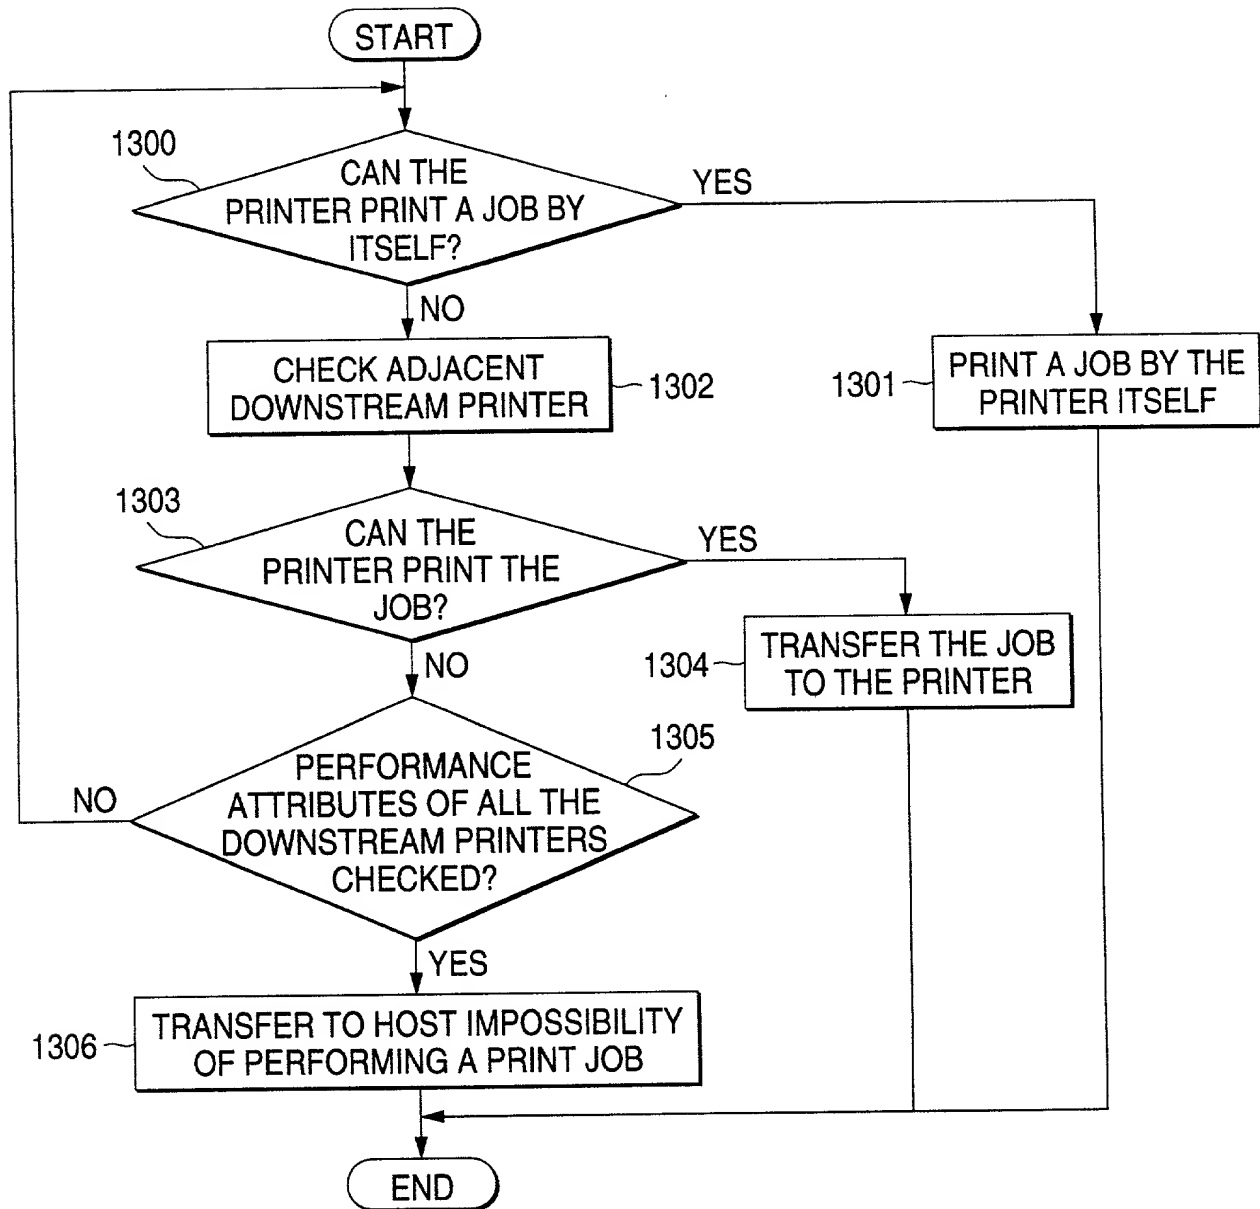 START
1300
CAN THE
PRINTER PRINT A JOB BY
ITSELF?
YES
NO
CHECK ADJACENT
DOWNSTREAM PRINTER
1302
1301
PRINT A JOB BY THE
PRINTER ITSELF
1303
CAN THE
PRINTER PRINT THE
JOB?
YES
NO
1304
TRANSFER THE JOB
TO THE PRINTER
1305
PERFORMANCE
ATTRIBUTES OF ALL THE
DOWNSTREAM PRINTERS
CHECKED?
NO
YES
1306
TRANSFER TO HOST IMPOSSIBILITY
OF PERFORMING A PRINT JOB
END